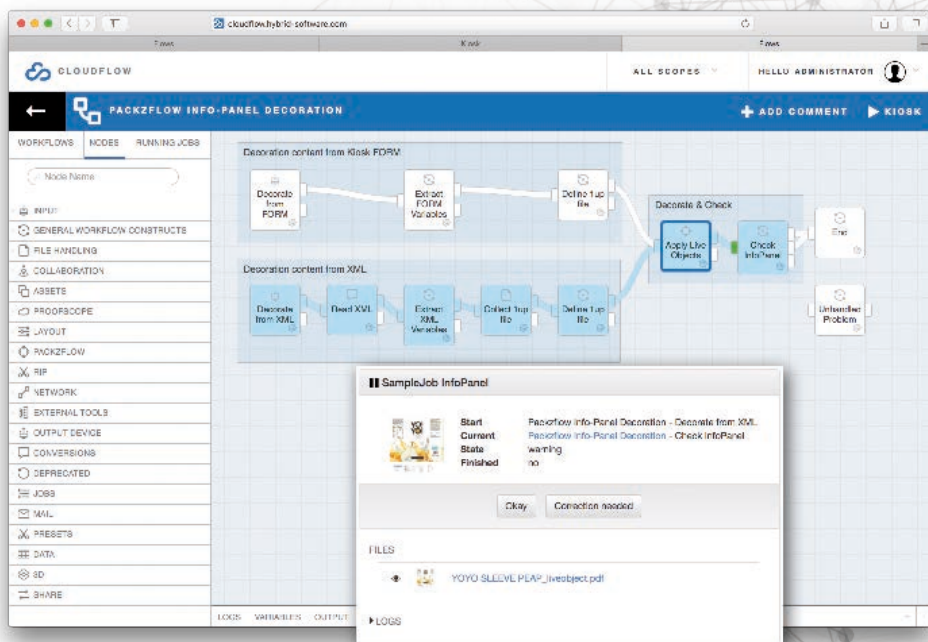 cloudflow.hybrid-software.com
Flows
Kiosk
Flows
CLOUDFLOW
ALL SCOPES
HELLO ADMINISTRATOR
PACKZFLOW INFO-PANEL DECORATION
ADD COMMENT
KIOSK
WORKFLOWS
NODES
RUNNING JOBS
Node Name
INPUT
GENERAL WORKFLOW CONSTRUCTS
FILE HANDLING
COLLABORATION
ASSETS
PROOFSCOPE
LAYOUT
PACKZFLOW
RIP
NETWORK
EXTERNAL TOOLS
OUTPUT DEVICE
CONVERSIONS
DEPRECATED
JOBS
MAIL
PRESETS
DATA
3D
SHARE
Decoration content from Kiosk FORM
Decorate
from
FORM
Extract
FORM
Variables
Define 1up
file
Decorate & Check
Apply Live
Objects
Check
InfoPanel
End
Unhandled
Problem
Decoration content from XML
Decorate
from XML
Read XML
Extract
XML
Variables
Collect 1up
file
Define 1up
file
SampleJob InfoPanel
Start Packzflow Info-Panel Decoration - Decorate from XML
Current Packzflow Info-Panel Decoration - Check InfoPanel
State warning
Finished no
Okay
Correction needed
FILES
YOYO SLEEVE PEAP_liveobject.pdf
LOGS
LOGS
VARIABLES
OUTPUT